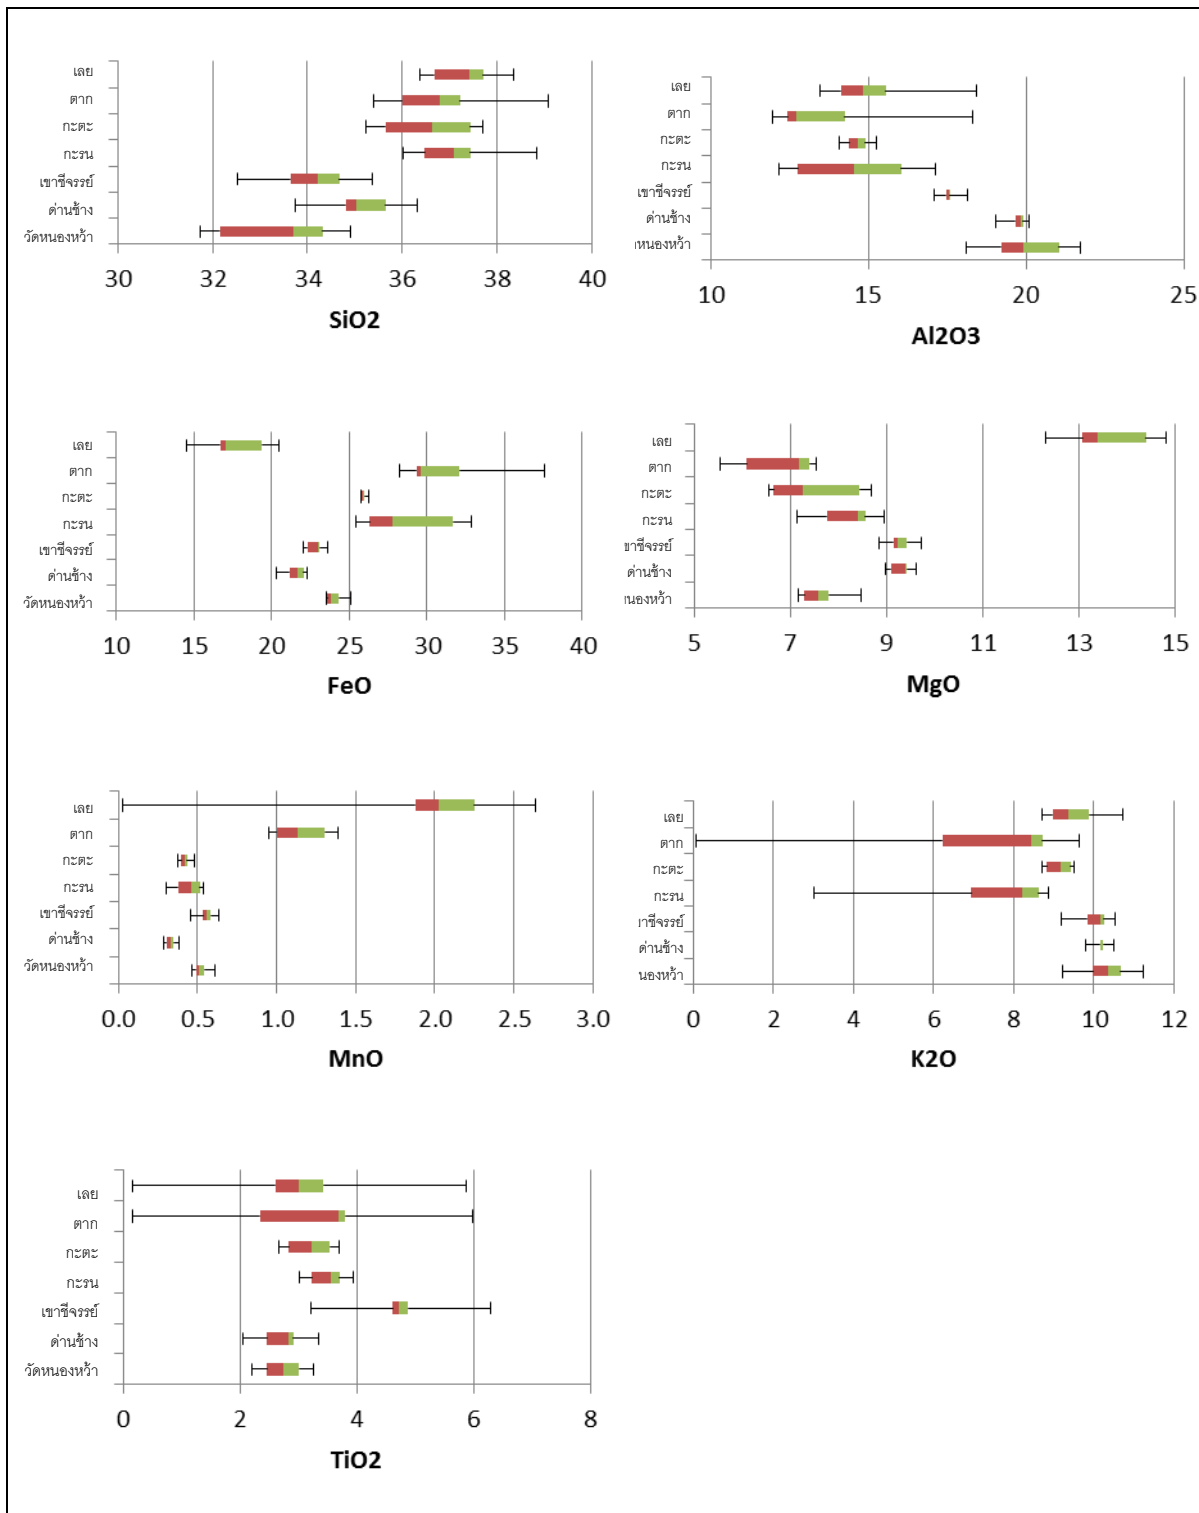 เลย
ตาก
กะตะ
กะรน
เขาชีจรรย์
ด่านช้าง
วัดหนองหว้า
30 32 34 36 38 40
SiO2
เลย
ตาก
กะตะ
กะรน
เขาชีจรรย์
ด่านช้าง
หนองหว้า
10 15 20 25
Al2O3
เลย
ตาก
กะตะ
กะรน
เขาชีจรรย์
ด่านช้าง
วัดหนองหว้า
10 15 20 25 30 35 40
FeO
เลย
ตาก
กะตะ
กะรน
ขาชีจรรย์
ด่านช้าง
หนองหว้า
5 7 9 11 13 15
MgO
เลย
ตาก
กะตะ
กะรน
เขาชีจรรย์
ด่านช้าง
วัดหนองหว้า
0.0 0.5 1.0 1.5 2.0 2.5 3.0
MnO
เลย
ตาก
กะตะ
กะรน
าชีจรรย์
ด่านช้าง
นองหว้า
0 2 4 6 8 10 12
K2O
เลย
ตาก
กะตะ
กะรน
เขาชีจรรย์
ด่านช้าง
วัดหนองหว้า
0 2 4 6 8
TiO2